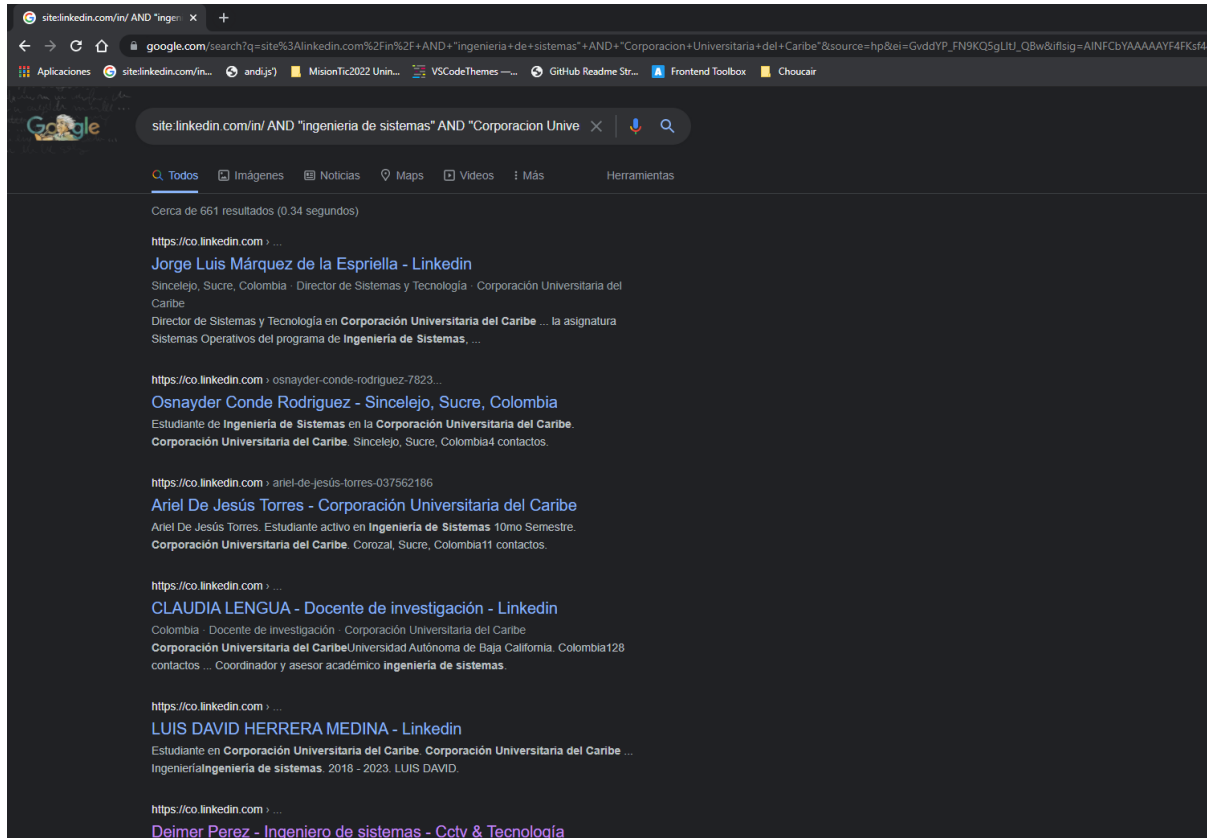 site:linkedin.com/in/ AND "ingen
google.com/search?q=site%3Alinkedin.com%2Fin%2F+AND+"ingenieria+de+sistemas"+AND+"Corporacion+Universitaria+del+Caribe"&source=hp&ei=GvddYP_FN9KQ5gLItJ_QBw&iflsig=AINFCbYAAAAAYF4FKsf4
Aplicaciones site:linkedin.com/in... andi;js') MisionTic2022 Unin... VSCodeThemes —... GitHub Readme Str... Frontend Toolbox Choucair
Google site:linkedin.com/in/ AND "ingenieria de sistemas" AND "Corporacion Unive
Todos Imágenes Noticias Maps Videos Más Herramientas
Cerca de 661 resultados (0.34 segundos)
https://co.linkedin.com › ...
Jorge Luis Márquez de la Espriella - Linkedin
Sincelejo, Sucre, Colombia · Director de Sistemas y Tecnología · Corporación Universitaria del
Caribe
Director de Sistemas y Tecnología en Corporación Universitaria del Caribe ... la asignatura
Sistemas Operativos del programa de Ingeniería de Sistemas, ...
https://co.linkedin.com › osnayder-conde-rodriguez-7823...
Osnayder Conde Rodriguez - Sincelejo, Sucre, Colombia
Estudiante de Ingeniería de Sistemas en la Corporación Universitaria del Caribe.
Corporación Universitaria del Caribe. Sincelejo, Sucre, Colombia4 contactos.
https://co.linkedin.com › ariel-de-jesús-torres-037562186
Ariel De Jesús Torres - Corporación Universitaria del Caribe
Ariel De Jesús Torres. Estudiante activo en Ingeniería de Sistemas 10mo Semestre.
Corporación Universitaria del Caribe. Corozal, Sucre, Colombia11 contactos.
https://co.linkedin.com › ...
CLAUDIA LENGUA - Docente de investigación - Linkedin
Colombia · Docente de investigación · Corporación Universitaria del Caribe
Corporación Universitaria del CaribeUniversidad Autónoma de Baja California. Colombia128
contactos ... Coordinador y asesor académico ingeniería de sistemas.
https://co.linkedin.com › ...
LUIS DAVID HERRERA MEDINA - Linkedin
Estudiante en Corporación Universitaria del Caribe. Corporación Universitaria del Caribe ...
IngenieríaIngeniería de sistemas. 2018 - 2023. LUIS DAVID.
https://co.linkedin.com › ...
Deimer Perez - Ingeniero de sistemas - Cctv & Tecnología